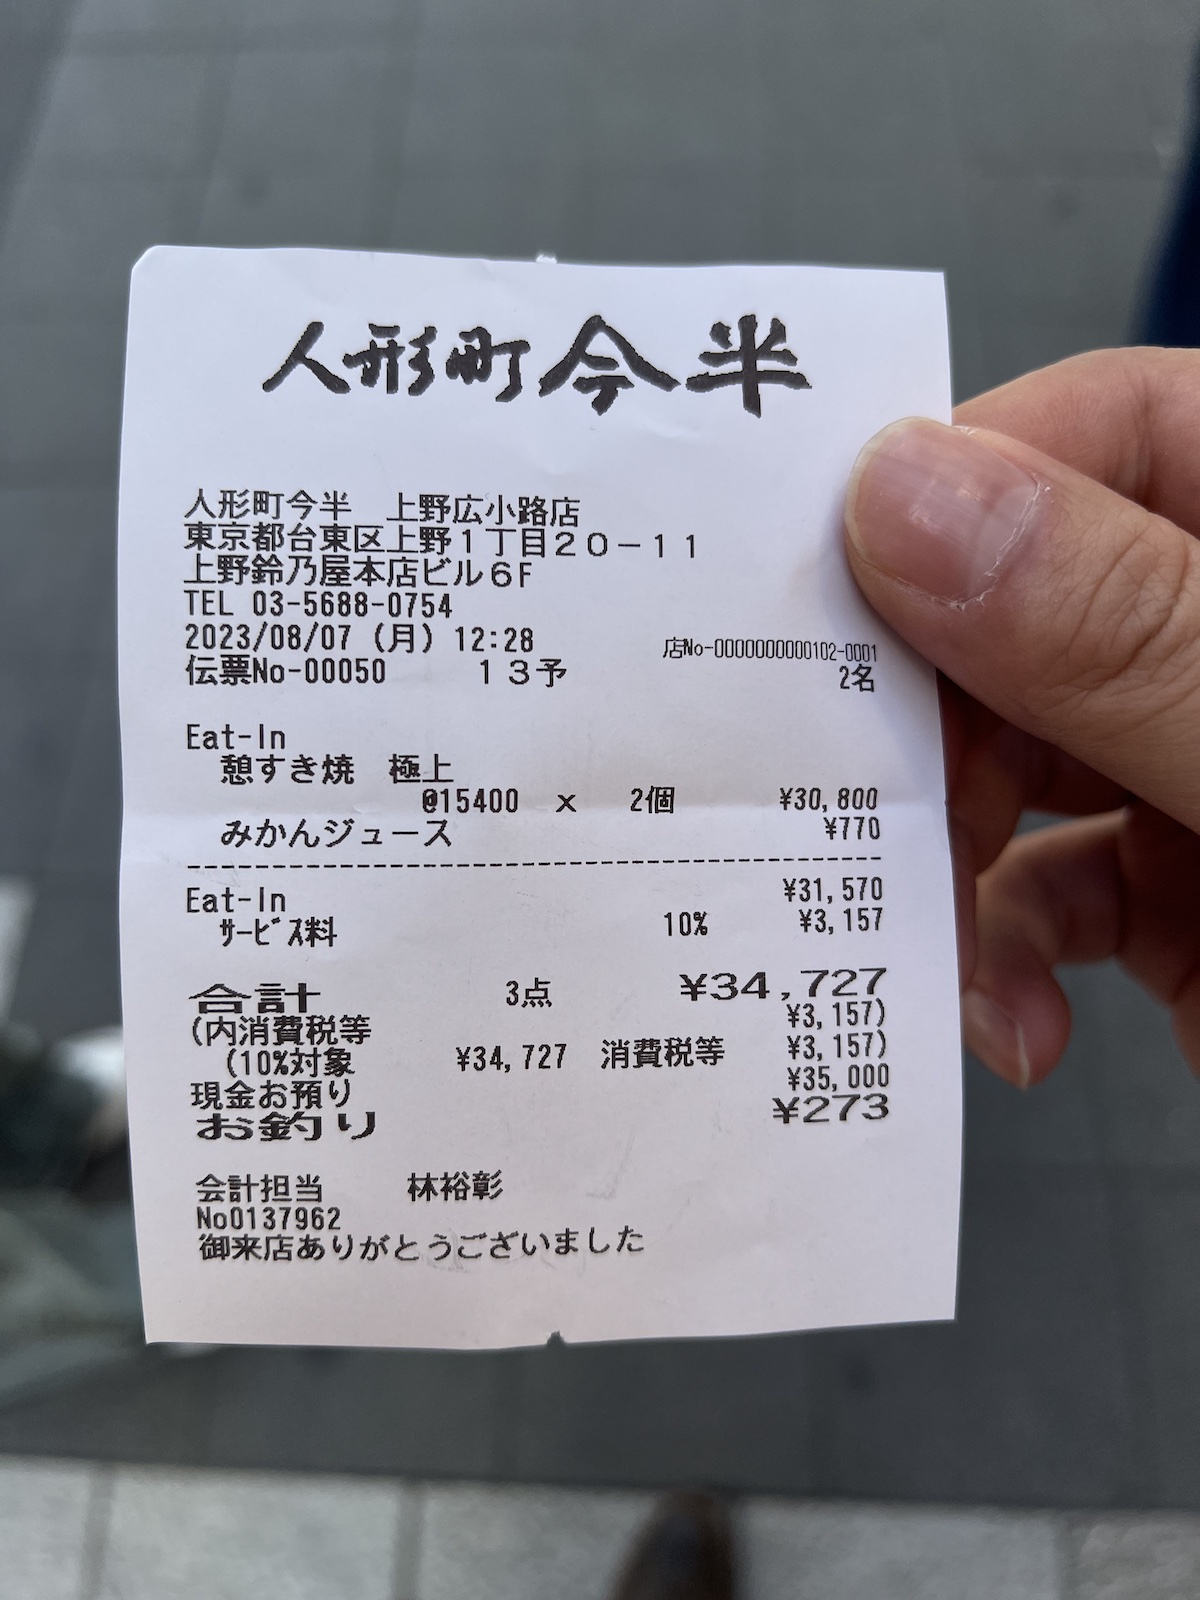 人形町今半
人形町今半　上野広小路店
東京都台東区上野1丁目20-11
上野鈴乃屋本店ビル6F
TEL 03-5688-0754
2023/08/07 (月) 12:28 店No-0000000000102-0001
伝票No-00050 13予 2名
Eat-In
憩すき焼 極上
@15400 x 2個 ¥30,800
みかんジュース ¥770
Eat-In ¥31,570
ｻｰﾋﾞｽ料 10% ¥3,157
合計 3点 ¥34,727
(内消費税等 ¥3,157)
(10%対象 ¥34,727 消費税等 ¥3,157)
現金お預り ¥35,000
お釣り ¥273
会計担当 林裕彰
No0137962
御来店ありがとうございました